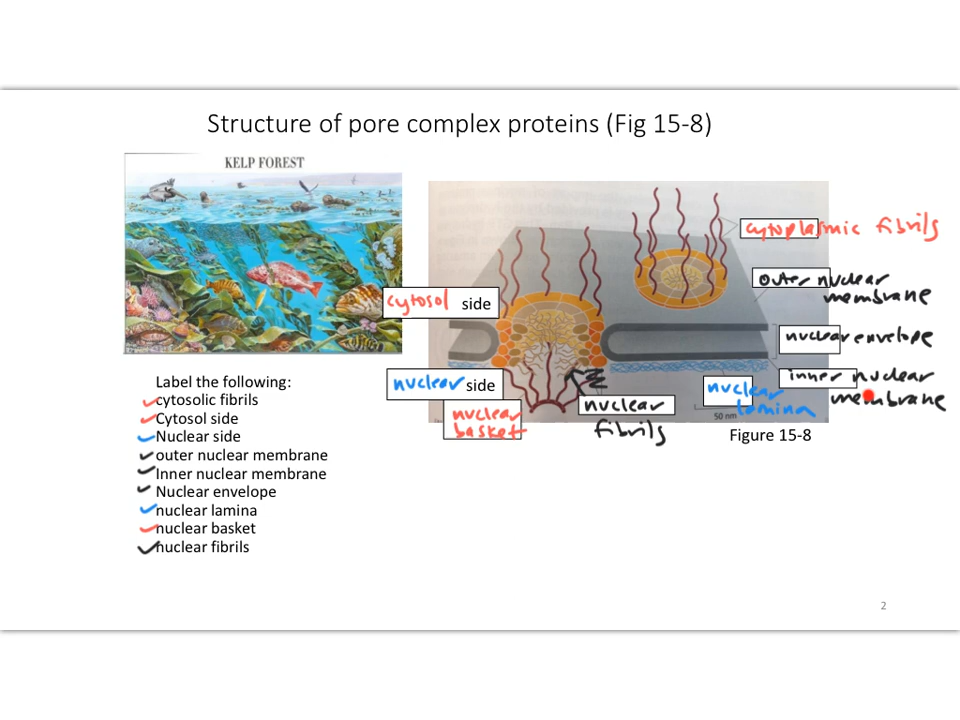 Structure of pore complex proteins (Fig 15-8)
KELP FOREST
cytoplasmic fibrils
outer nuclear
membrane
cytosol side
nuclear envelope
nuclear side
inner nuclear
membrane
nuclear
lamina
nuclear
basket
nuclear
fibrils
50 nm
Figure 15-8
Label the following:
cytosolic fibrils
Cytosol side
Nuclear side
outer nuclear membrane
Inner nuclear membrane
Nuclear envelope
nuclear lamina
nuclear basket
nuclear fibrils
2